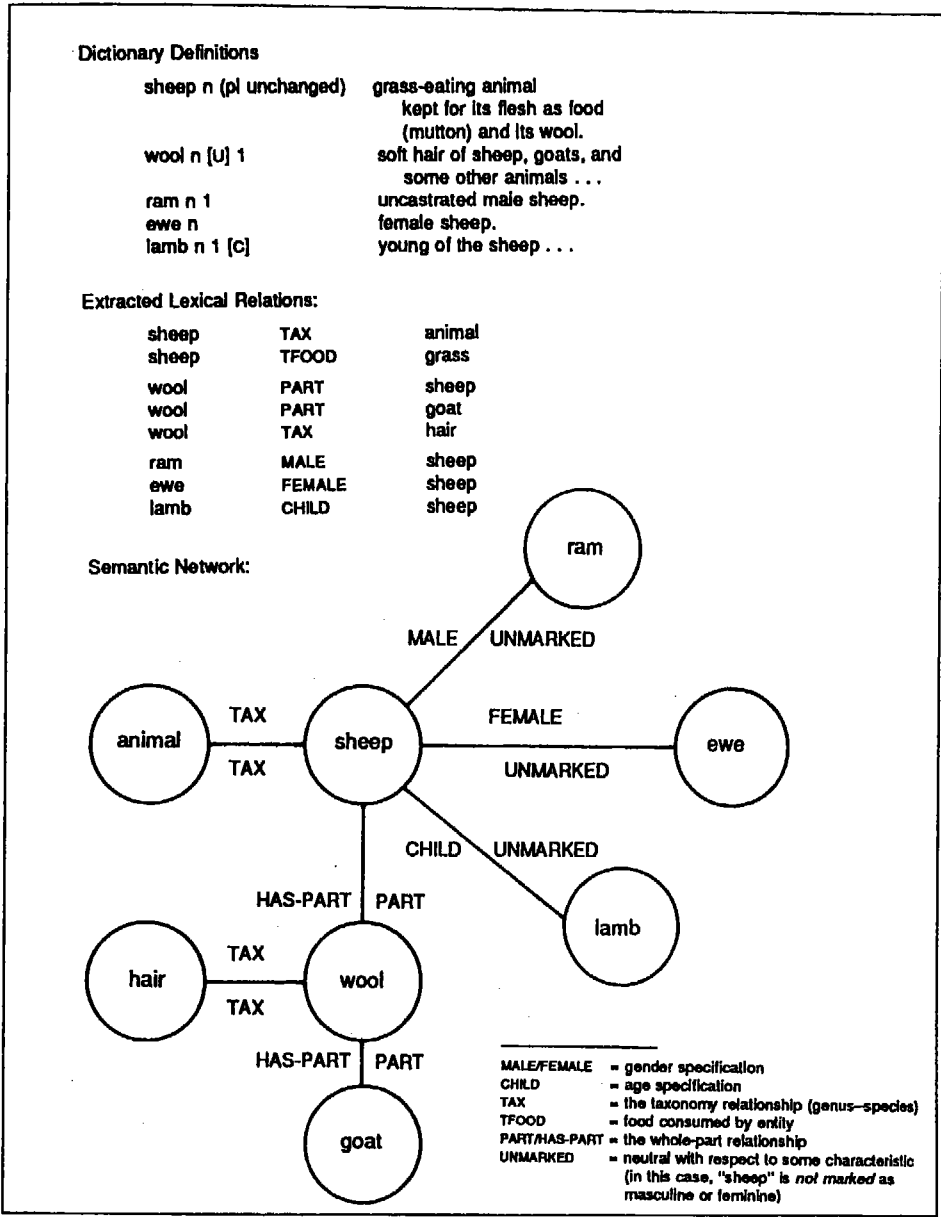 Dictionary Definitions
sheep n (pl unchanged) grass-eating animal
kept for its flesh as food
(mutton) and its wool.
wool n [U] 1 soft hair of sheep, goats, and
some other animals . . .
ram n 1 uncastrated male sheep.
ewe n female sheep.
lamb n 1 [C] young of the sheep . . .
Extracted Lexical Relations:
sheep TAX animal
sheep TFOOD grass
wool PART sheep
wool PART goat
wool TAX hair
ram MALE sheep
ewe FEMALE sheep
lamb CHILD sheep
Semantic Network:
ram
MALE UNMARKED
animal
TAX
TAX
sheep
FEMALE
UNMARKED
ewe
CHILD UNMARKED
lamb
HAS-PART PART
hair
TAX
TAX
wool
HAS-PART PART
goat
MALE/FEMALE = gender specification
CHILD = age specification
TAX = the taxonomy relationship (genus–species)
TFOOD = food consumed by entity
PART/HAS-PART = the whole-part relationship
UNMARKED = neutral with respect to some characteristic
(in this case, "sheep" is not marked as
masculine or feminine)